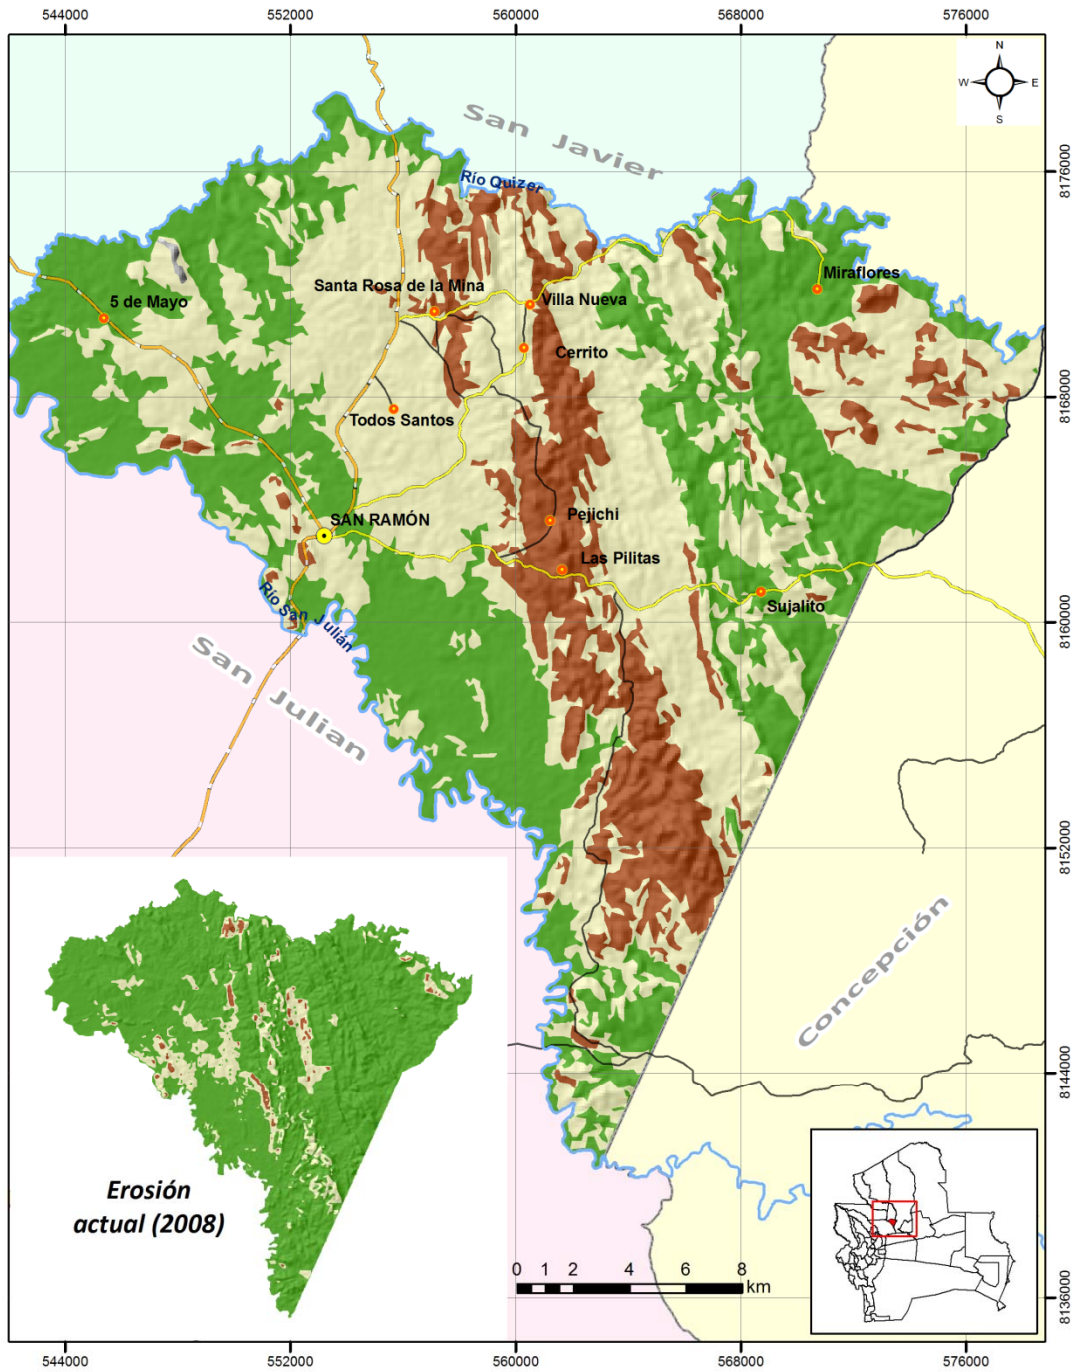 544000
552000
560000
568000
576000
N
W
E
S
San Javier
8176000
Río Quizer
Miraflores
Santa Rosa de la Mina
5 de Mayo
Villa Nueva
Cerrito
8168000
Todos Santos
SAN RAMÓN
Pejichi
Las Pilitas
Río San Julián
Sujalito
8160000
San Julian
8152000
Concepción
8144000
Erosión
actual (2008)
0 1 2 4 6 8
km
8136000
544000
552000
560000
568000
576000